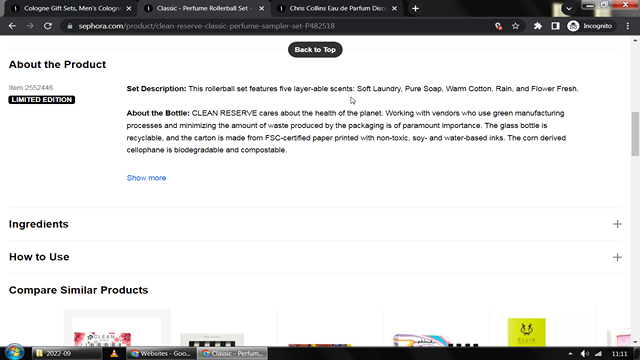 Cologne Gift Sets, Men's Cologne
Classic - Perfume Rollerball Set -
Chris Collins Eau de Parfum Disco
sephora.com/product/clean-reserve-classic-perfume-sampler-set-P482518
Incognito
Back to Top
About the Product
Item 2552446
LIMITED EDITION
Set Description: This rollerball set features five layer-able scents: Soft Laundry, Pure Soap, Warm Cotton, Rain, and Flower Fresh.
About the Bottle: CLEAN RESERVE cares about the health of the planet. Working with vendors who use green manufacturing
processes and minimizing the amount of waste produced by the packaging is of paramount importance. The glass bottle is
recyclable, and the carton is made from FSC-certified paper printed with non-toxic, soy- and water-based inks. The corn derived
cellophane is biodegradable and compostable.
Show more
Ingredients
How to Use
Compare Similar Products
CLEAN
ELLIS
2022-09
Websites - Goo...
Classic - Perfum...
11:11